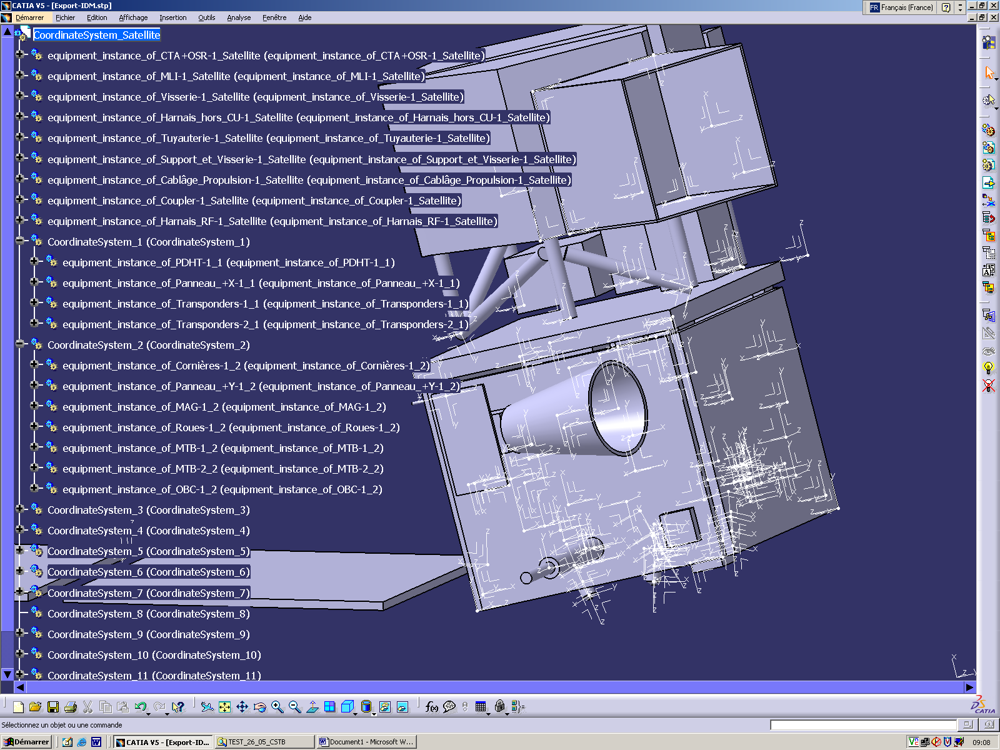 CATIA V5 - [Export-IDM.stp]
FR Français (France)
Démarrer Fichier Edition Affichage Insertion Outils Analyse Fenêtre Aide
CoordinateSystem_Satellite
equipment_instance_of_CTA+OSR-1_Satellite (equipment_instance_of_CTA+OSR-1_Satellite)
equipment_instance_of_MLI-1_Satellite (equipment_instance_of_MLI-1_Satellite)
equipment_instance_of_Visserie-1_Satellite (equipment_instance_of_Visserie-1_Satellite)
equipment_instance_of_Harnais_hors_CU-1_Satellite (equipment_instance_of_Harnais_hors_CU-1_Satellite)
equipment_instance_of_Tuyauterie-1_Satellite (equipment_instance_of_Tuyauterie-1_Satellite)
equipment_instance_of_Support_et_Visserie-1_Satellite (equipment_instance_of_Support_et_Visserie-1_Satellite)
equipment_instance_of_Cablâge_Propulsion-1_Satellite (equipment_instance_of_Cablâge_Propulsion-1_Satellite)
equipment_instance_of_Coupler-1_Satellite (equipment_instance_of_Coupler-1_Satellite)
equipment_instance_of_Harnais_RF-1_Satellite (equipment_instance_of_Harnais_RF-1_Satellite)
CoordinateSystem_1 (CoordinateSystem_1)
equipment_instance_of_PDHT-1_1 (equipment_instance_of_PDHT-1_1)
equipment_instance_of_Panneau_+X-1_1 (equipment_instance_of_Panneau_+X-1_1)
equipment_instance_of_Transponders-1_1 (equipment_instance_of_Transponders-1_1)
equipment_instance_of_Transponders-2_1 (equipment_instance_of_Transponders-2_1)
CoordinateSystem_2 (CoordinateSystem_2)
equipment_instance_of_Cornières-1_2 (equipment_instance_of_Cornières-1_2)
equipment_instance_of_Panneau_+Y-1_2 (equipment_instance_of_Panneau_+Y-1_2)
equipment_instance_of_MAG-1_2 (equipment_instance_of_MAG-1_2)
equipment_instance_of_Roues-1_2 (equipment_instance_of_Roues-1_2)
equipment_instance_of_MTB-1_2 (equipment_instance_of_MTB-1_2)
equipment_instance_of_MTB-2_2 (equipment_instance_of_MTB-2_2)
equipment_instance_of_OBC-1_2 (equipment_instance_of_OBC-1_2)
CoordinateSystem_3 (CoordinateSystem_3)
CoordinateSystem_4 (CoordinateSystem_4)
CoordinateSystem_5 (CoordinateSystem_5)
CoordinateSystem_6 (CoordinateSystem_6)
CoordinateSystem_7 (CoordinateSystem_7)
CoordinateSystem_8 (CoordinateSystem_8)
CoordinateSystem_9 (CoordinateSystem_9)
CoordinateSystem_10 (CoordinateSystem_10)
CoordinateSystem_11 (CoordinateSystem_11)
f(x)
CATIA
Sélectionnez un objet ou une commande
Démarrer CATIA V5 - [Export-ID... TEST_26_05_CSTB Document1 - Microsoft W... 09:08